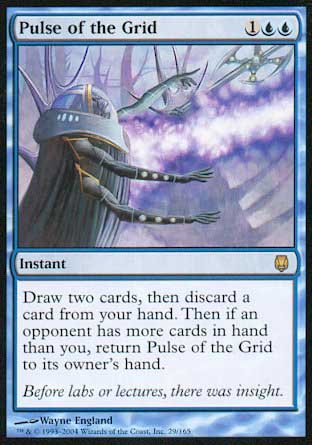 Pulse of the Grid 1
Instant
Draw two cards, then discard a
card from your hand. Then if an
opponent has more cards in hand
than you, return Pulse of the Grid
to its owner's hand.
Before labs or lectures, there was insight.
Wayne England
™ & © 1993-2004 Wizards of the Coast, Inc. 29/165